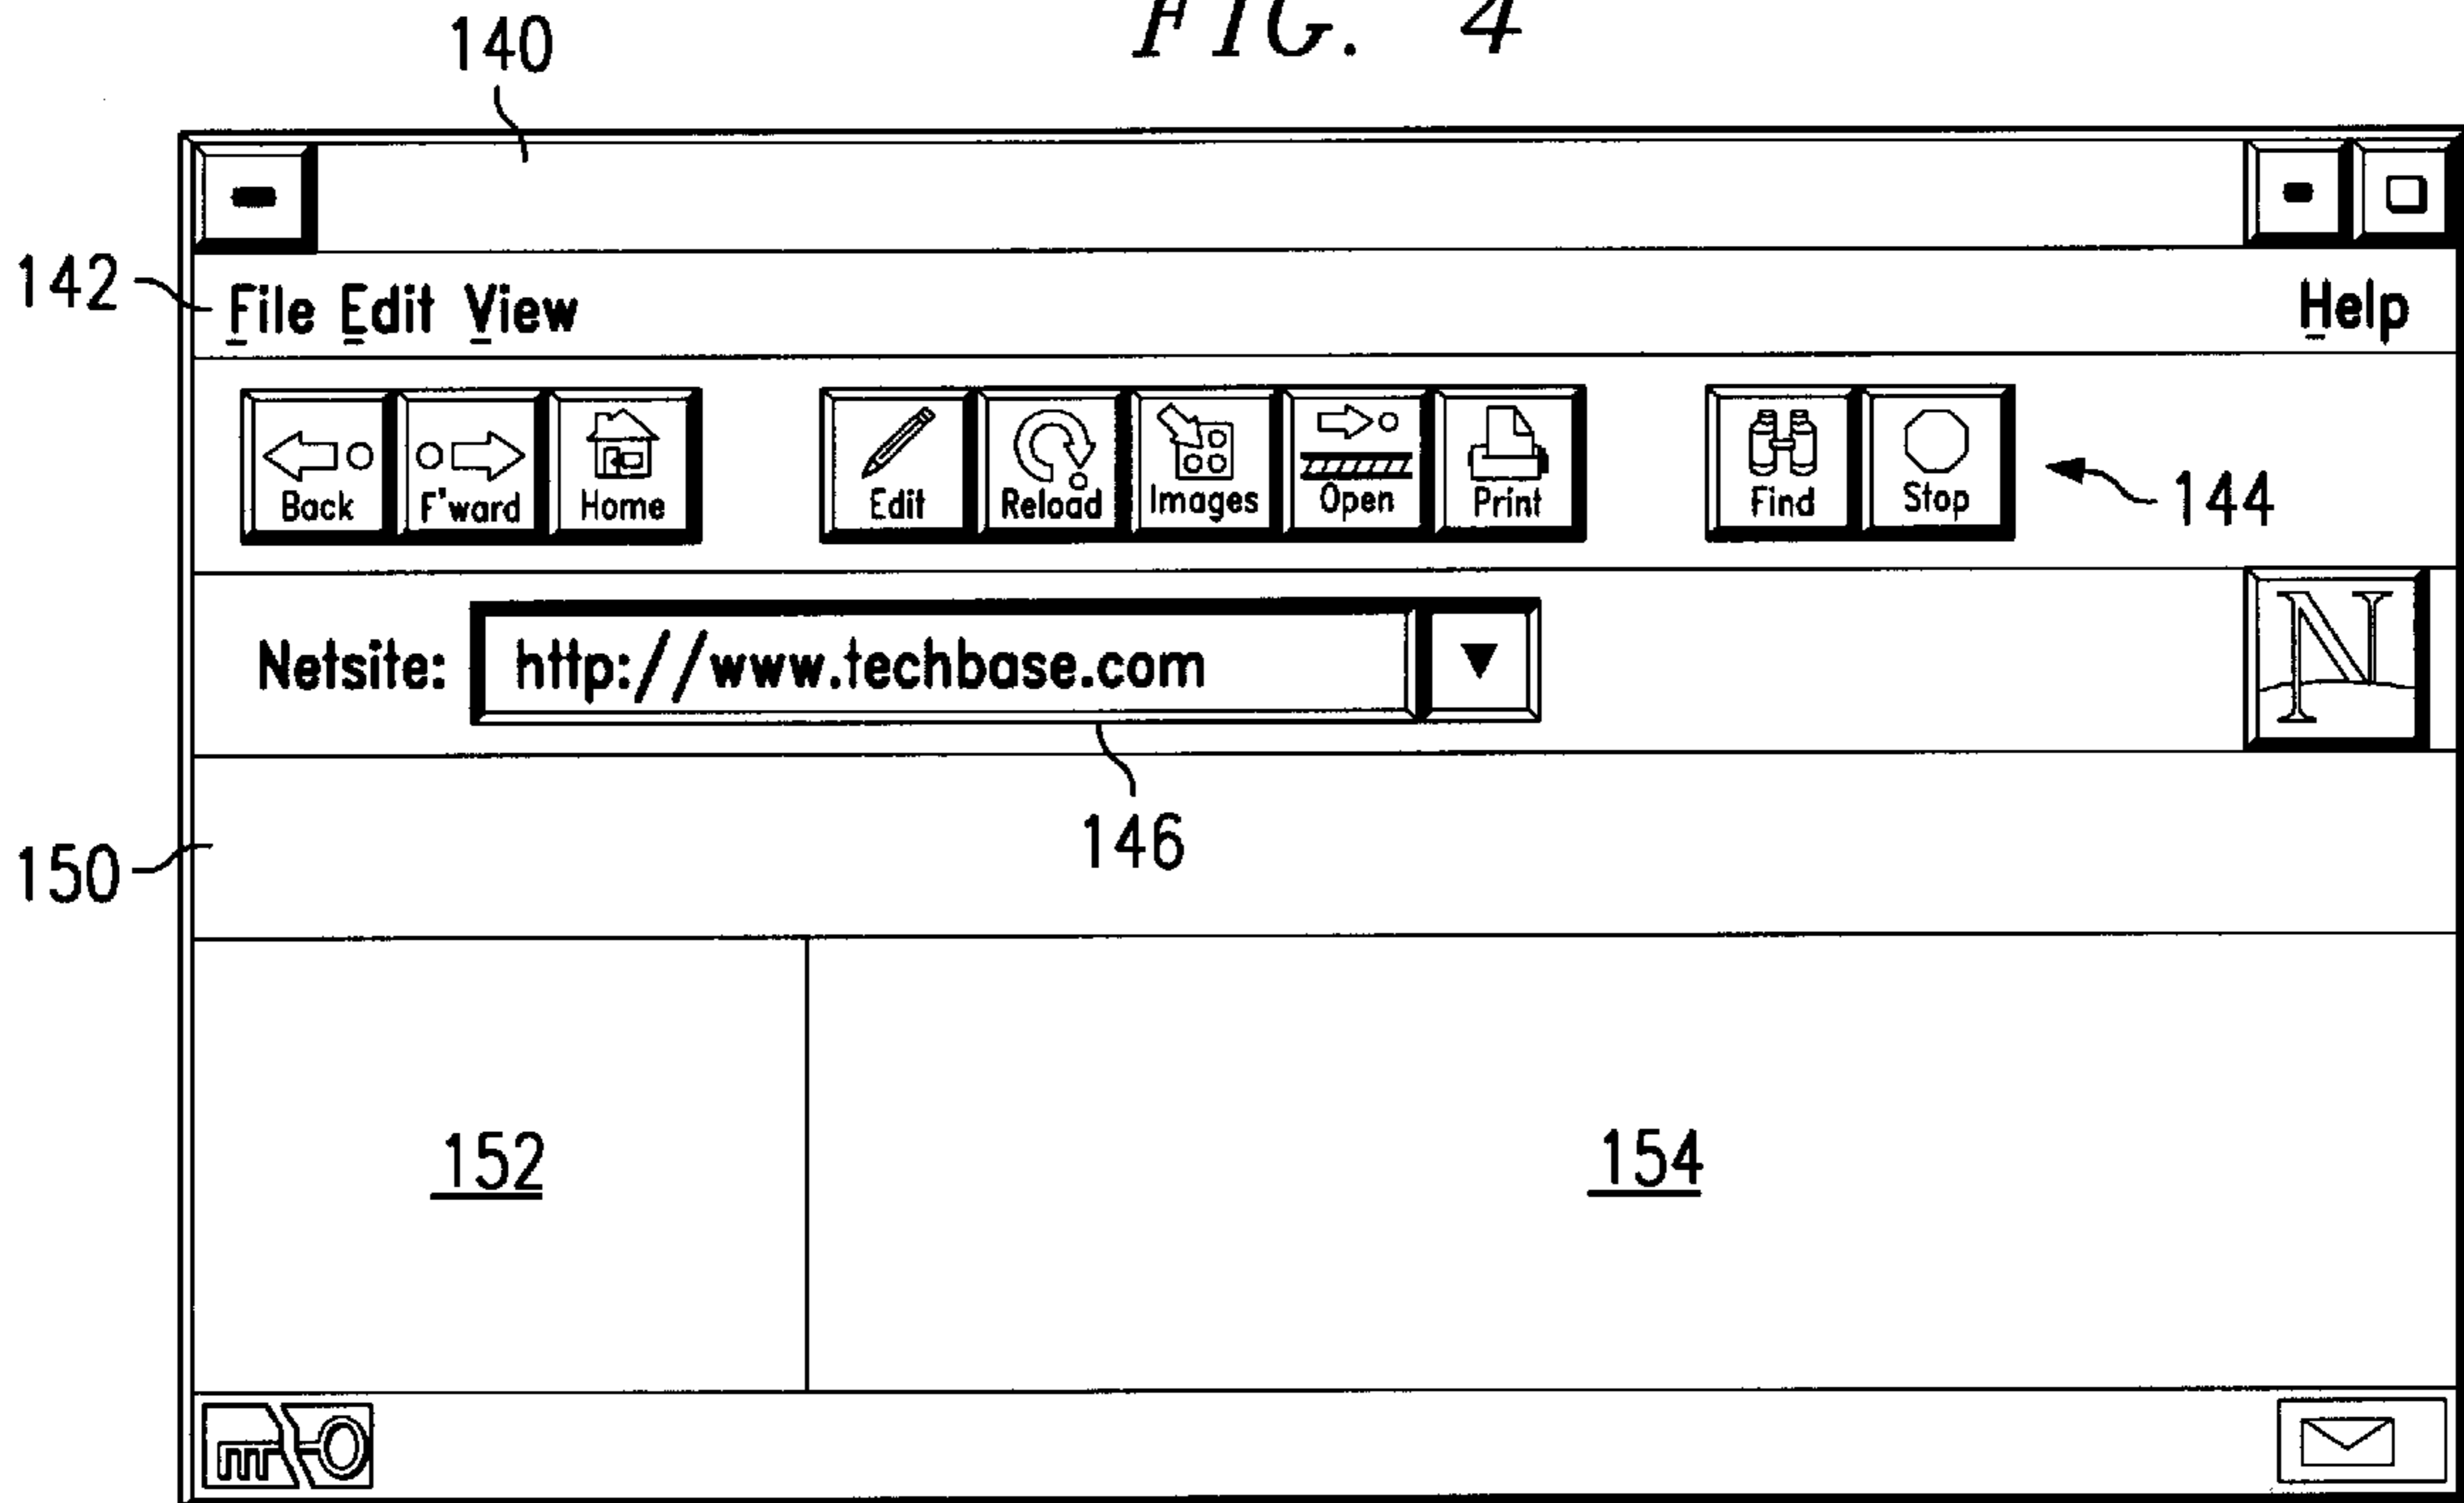 FIG. 4
140
142
File Edit View Help
Back F'ward Home Edit Reload Images Open Print Find Stop
144
Netsite: http://www.techbase.com
N
146
150
152 154